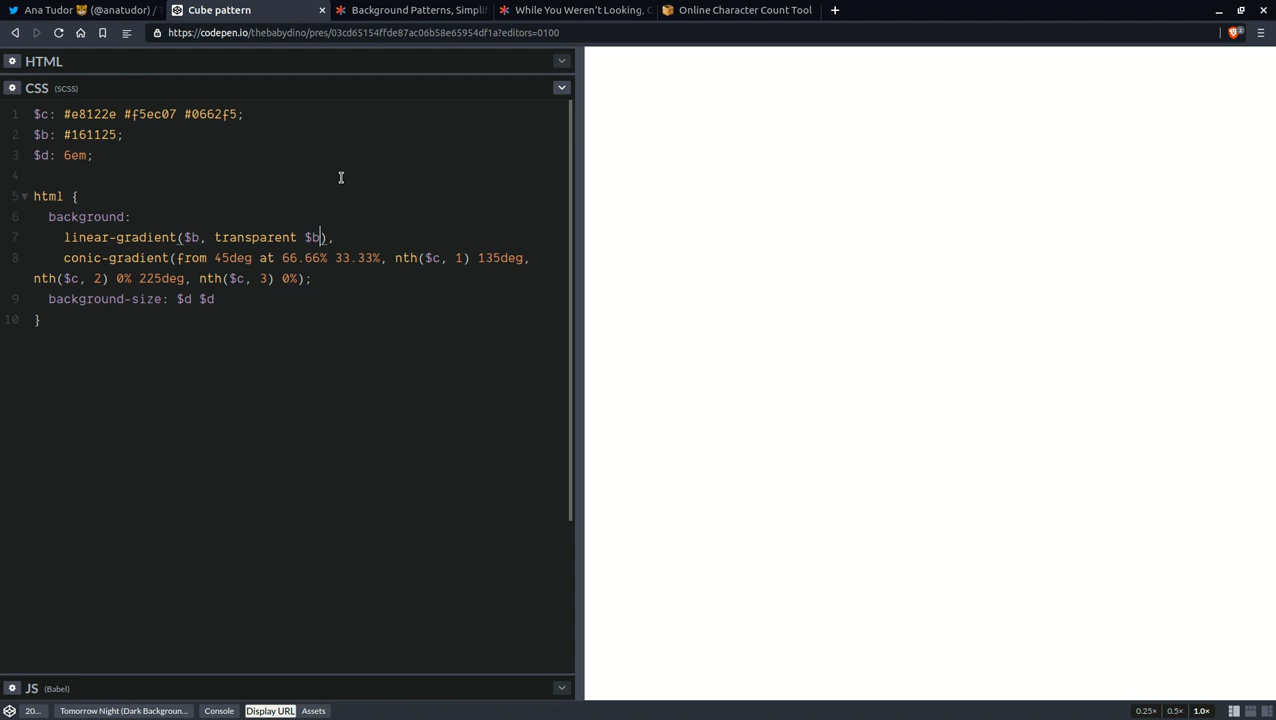 Ana Tudor 🐯 (@anatudor) / T
Cube pattern
Background Patterns, Simplifi
While You Weren't Looking, C
Online Character Count Tool
https://codepen.io/thebabydino/pres/03cd65154ffde87ac06b58e65954df1a?editors=0100
2
HTML
CSS (SCSS)
1 $c: #e8122e #f5ec07 #0662f5;
2 $b: #161125;
3 $d: 6em;
4
5 html {
6 background:
7 linear-gradient($b, transparent $b),
8 conic-gradient(from 45deg at 66.66% 33.33%, nth($c, 1) 135deg,
nth($c, 2) 0% 225deg, nth($c, 3) 0%);
9 background-size: $d $d
10 }
JS (Babel)
20... Tomorrow Night (Dark Backgroun... Console Display URL Assets 0.25× 0.5× 1.0×